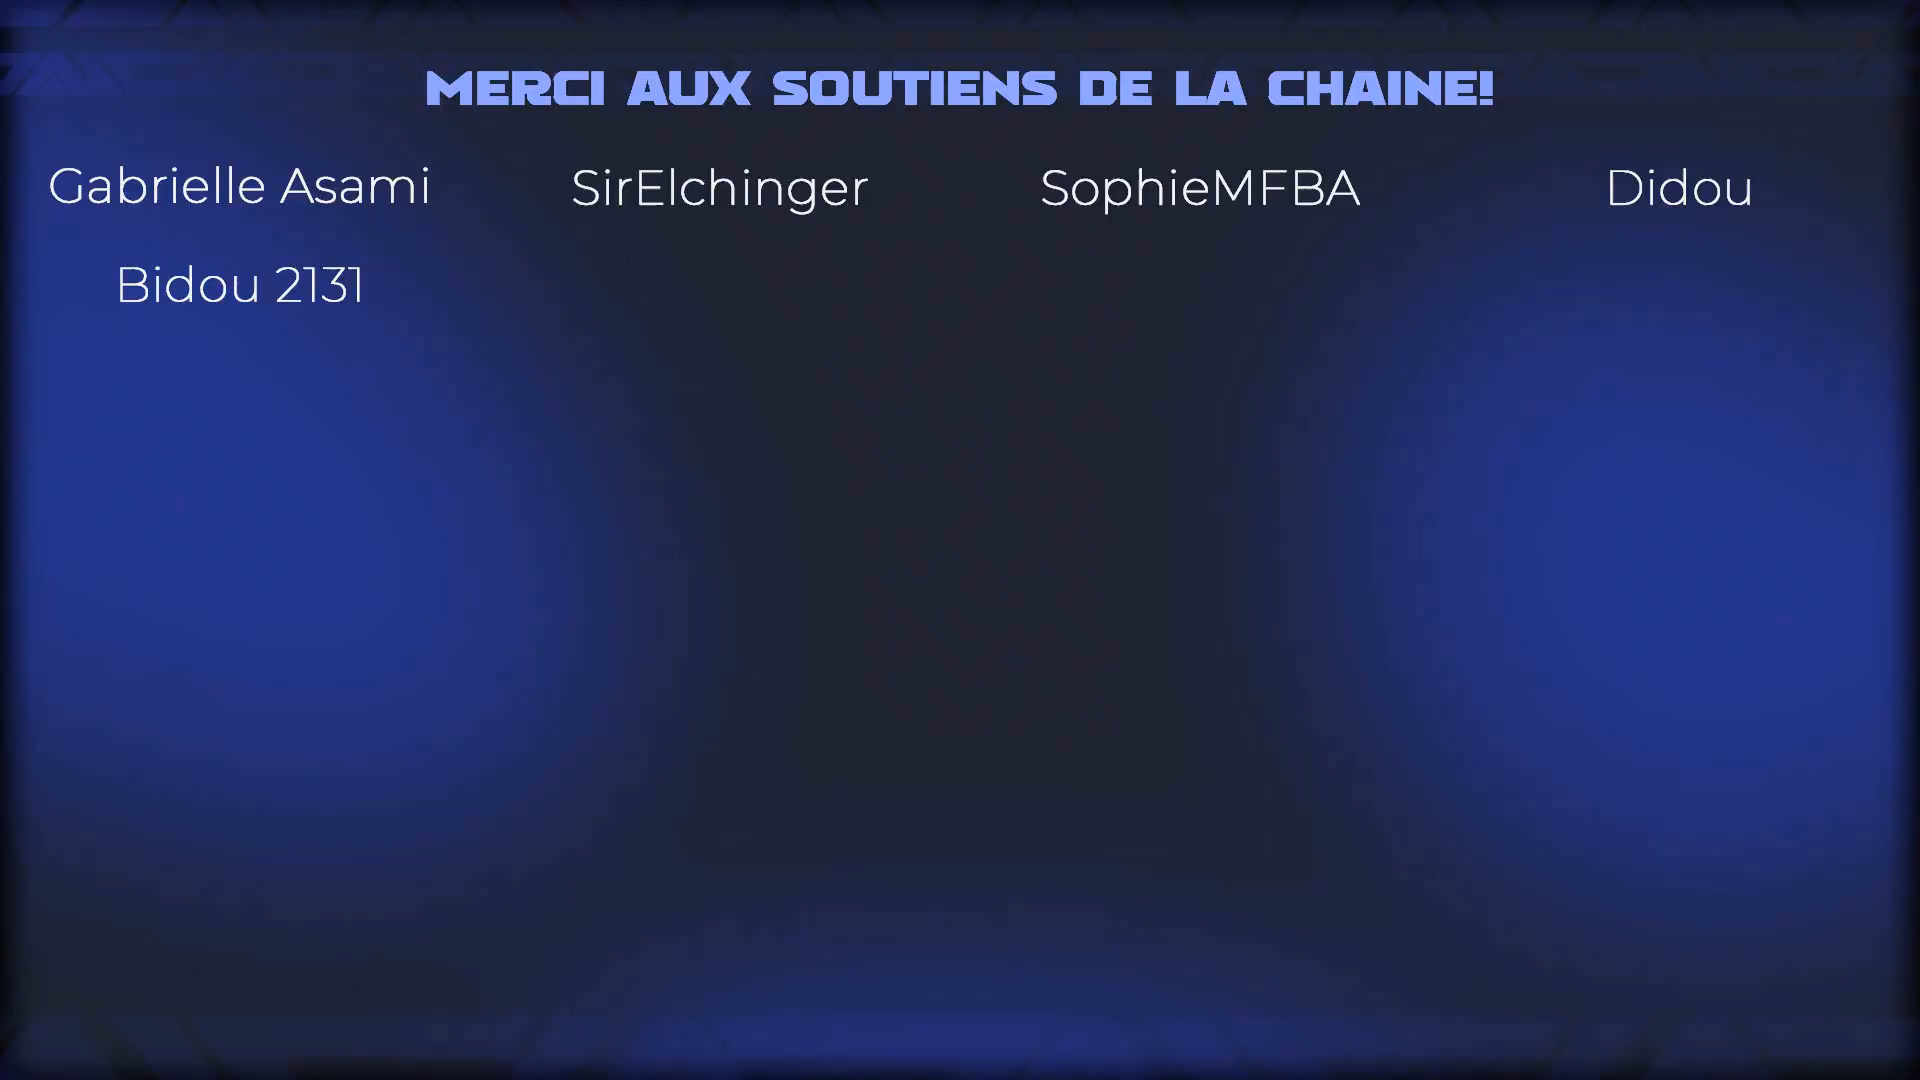 MERCI AUX SOUTIENS DE LA CHAINE!
Gabrielle Asami SirElchinger SophieMFBA Didou
Bidou 2131